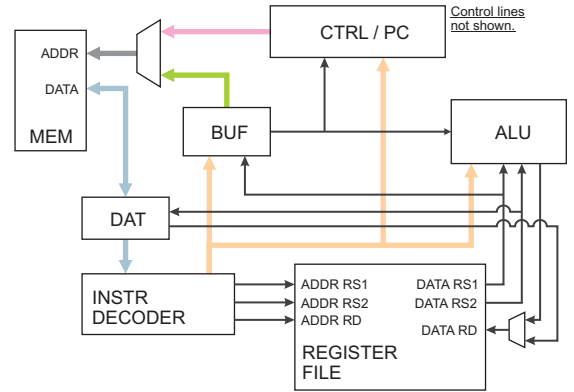 Control lines
not shown.
CTRL / PC
ADDR
DATA
MEM
BUF
ALU
DAT
INSTR
DECODER
ADDR RS1
ADDR RS2
ADDR RD
DATA RS1
DATA RS2
DATA RD
REGISTER
FILE